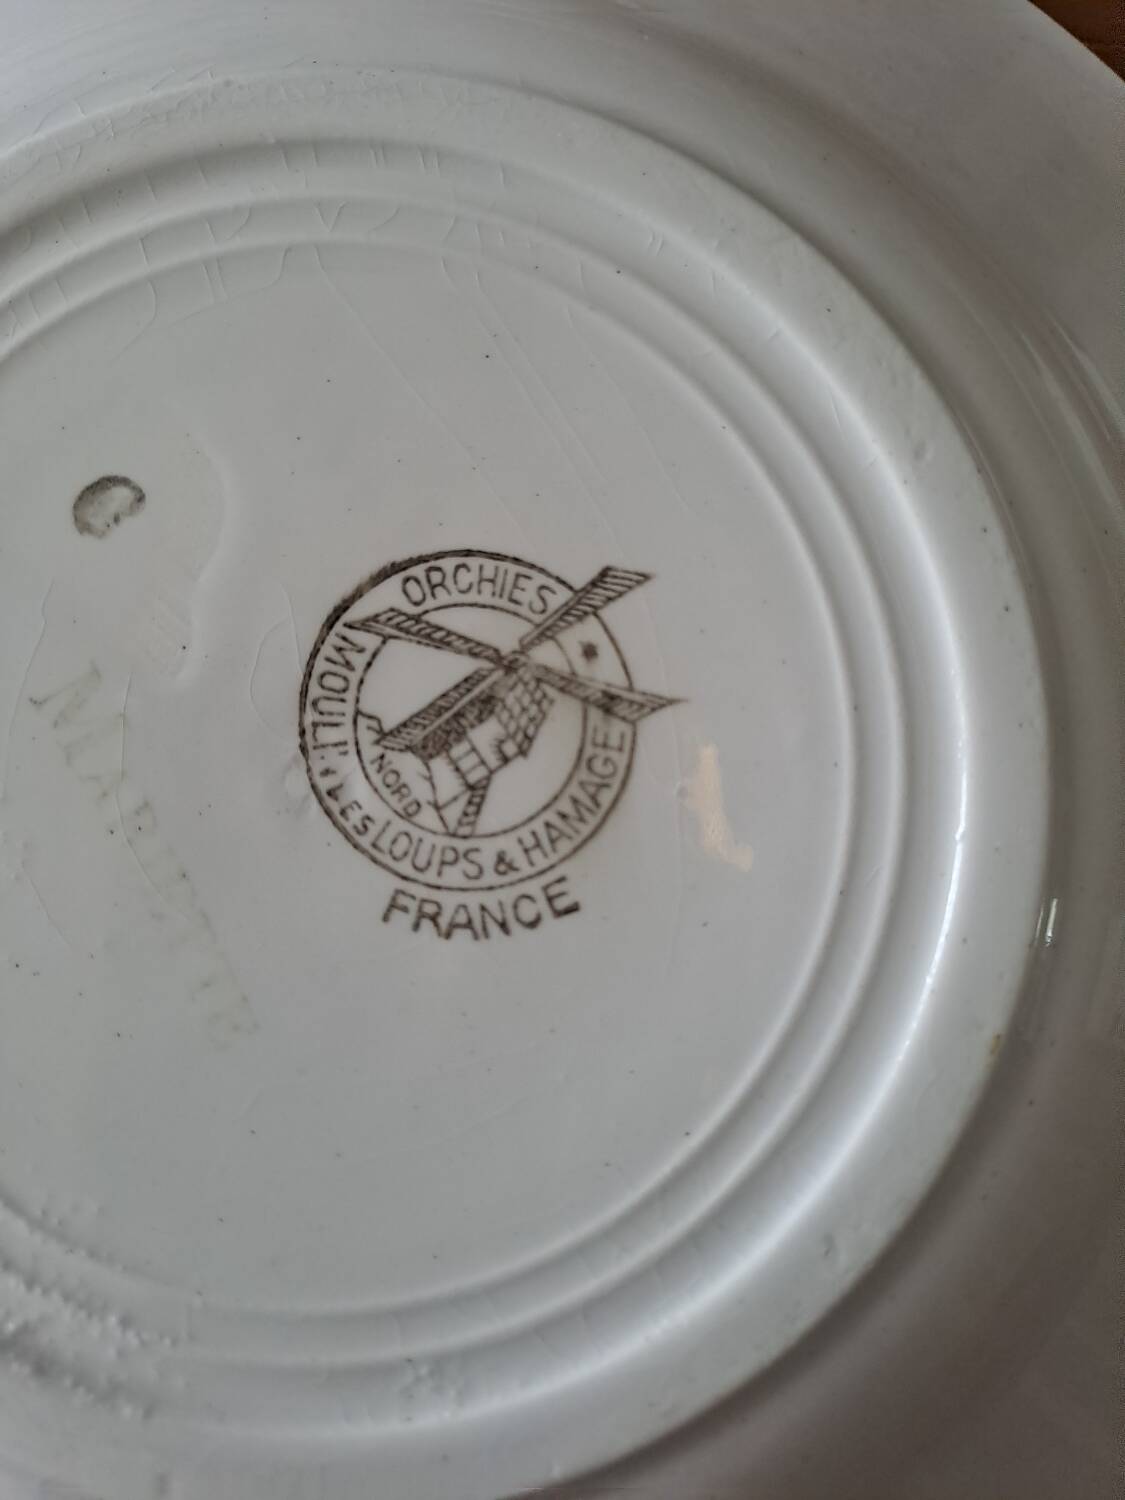 C
ORCHIES
MOULIN DES LOUPS & HAMAGE
NORD
FRANCE